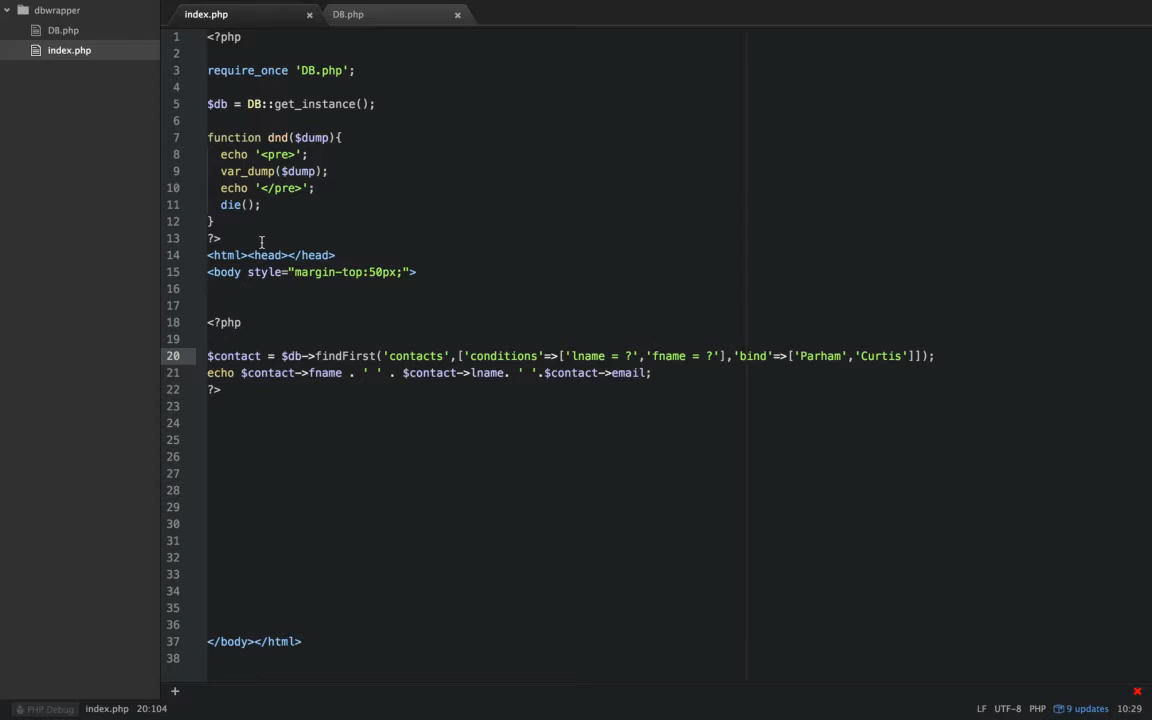 dbwrapper
DB.php
index.php
index.php
DB.php
1 <?php
2
3 require_once 'DB.php';
4
5 $db = DB::get_instance();
6
7 function dnd($dump){
8 echo '<pre>';
9 var_dump($dump);
10 echo '</pre>';
11 die();
12 }
13 ?>
14 <html><head></head>
15 <body style="margin-top:50px;">
16
17
18 <?php
19
20 $contact = $db->findFirst('contacts',['conditions'=>['lname = ?','fname = ?'],'bind'=>['Parham','Curtis']]);
21 echo $contact->fname . ' ' . $contact->lname. ' '.$contact->email;
22 ?>
23
24
25
26
27
28
29
30
31
32
33
34
35
36
37 </body></html>
38
PHP Debug index.php 20:104 LF UTF-8 PHP 9 updates 10:29